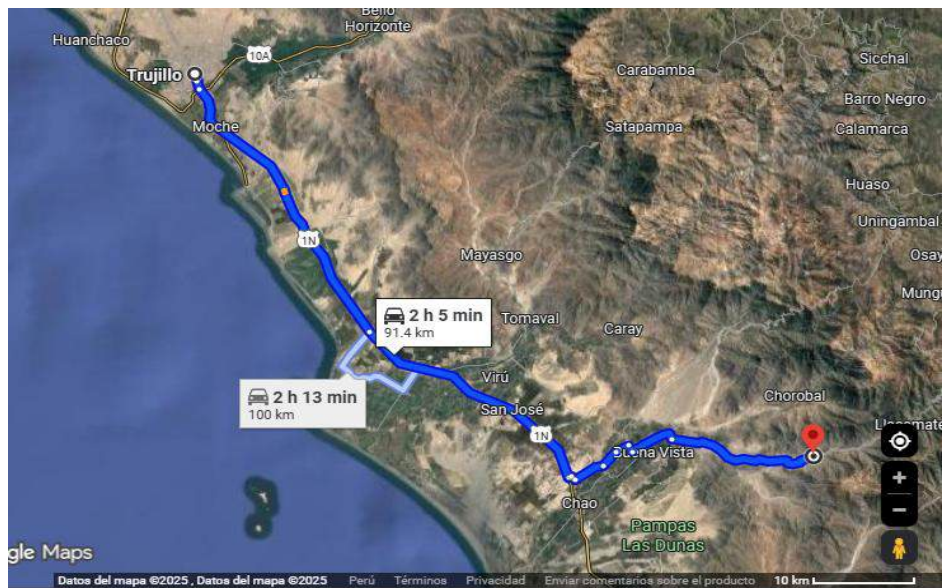 Bello
Horizonte
Huanchaco
10A
Sicchal
Trujillo
Carabamba
Barro Negro
Moche
Satapampa
Calamarca
Huaso
Uningambal
1N
Mayasgo
Osay
Mung
2 h 5 min
91.4 km
Tomaval
Caray
Virú
2 h 13 min
100 km
Chorobal
San José
1N
Buena Vista
Chao
Pampas
Las Dunas
gle Maps
Datos del mapa ©2025 , Datos del mapa ©2025 Perú Términos Privacidad Enviar comentarios sobre el producto 10 km